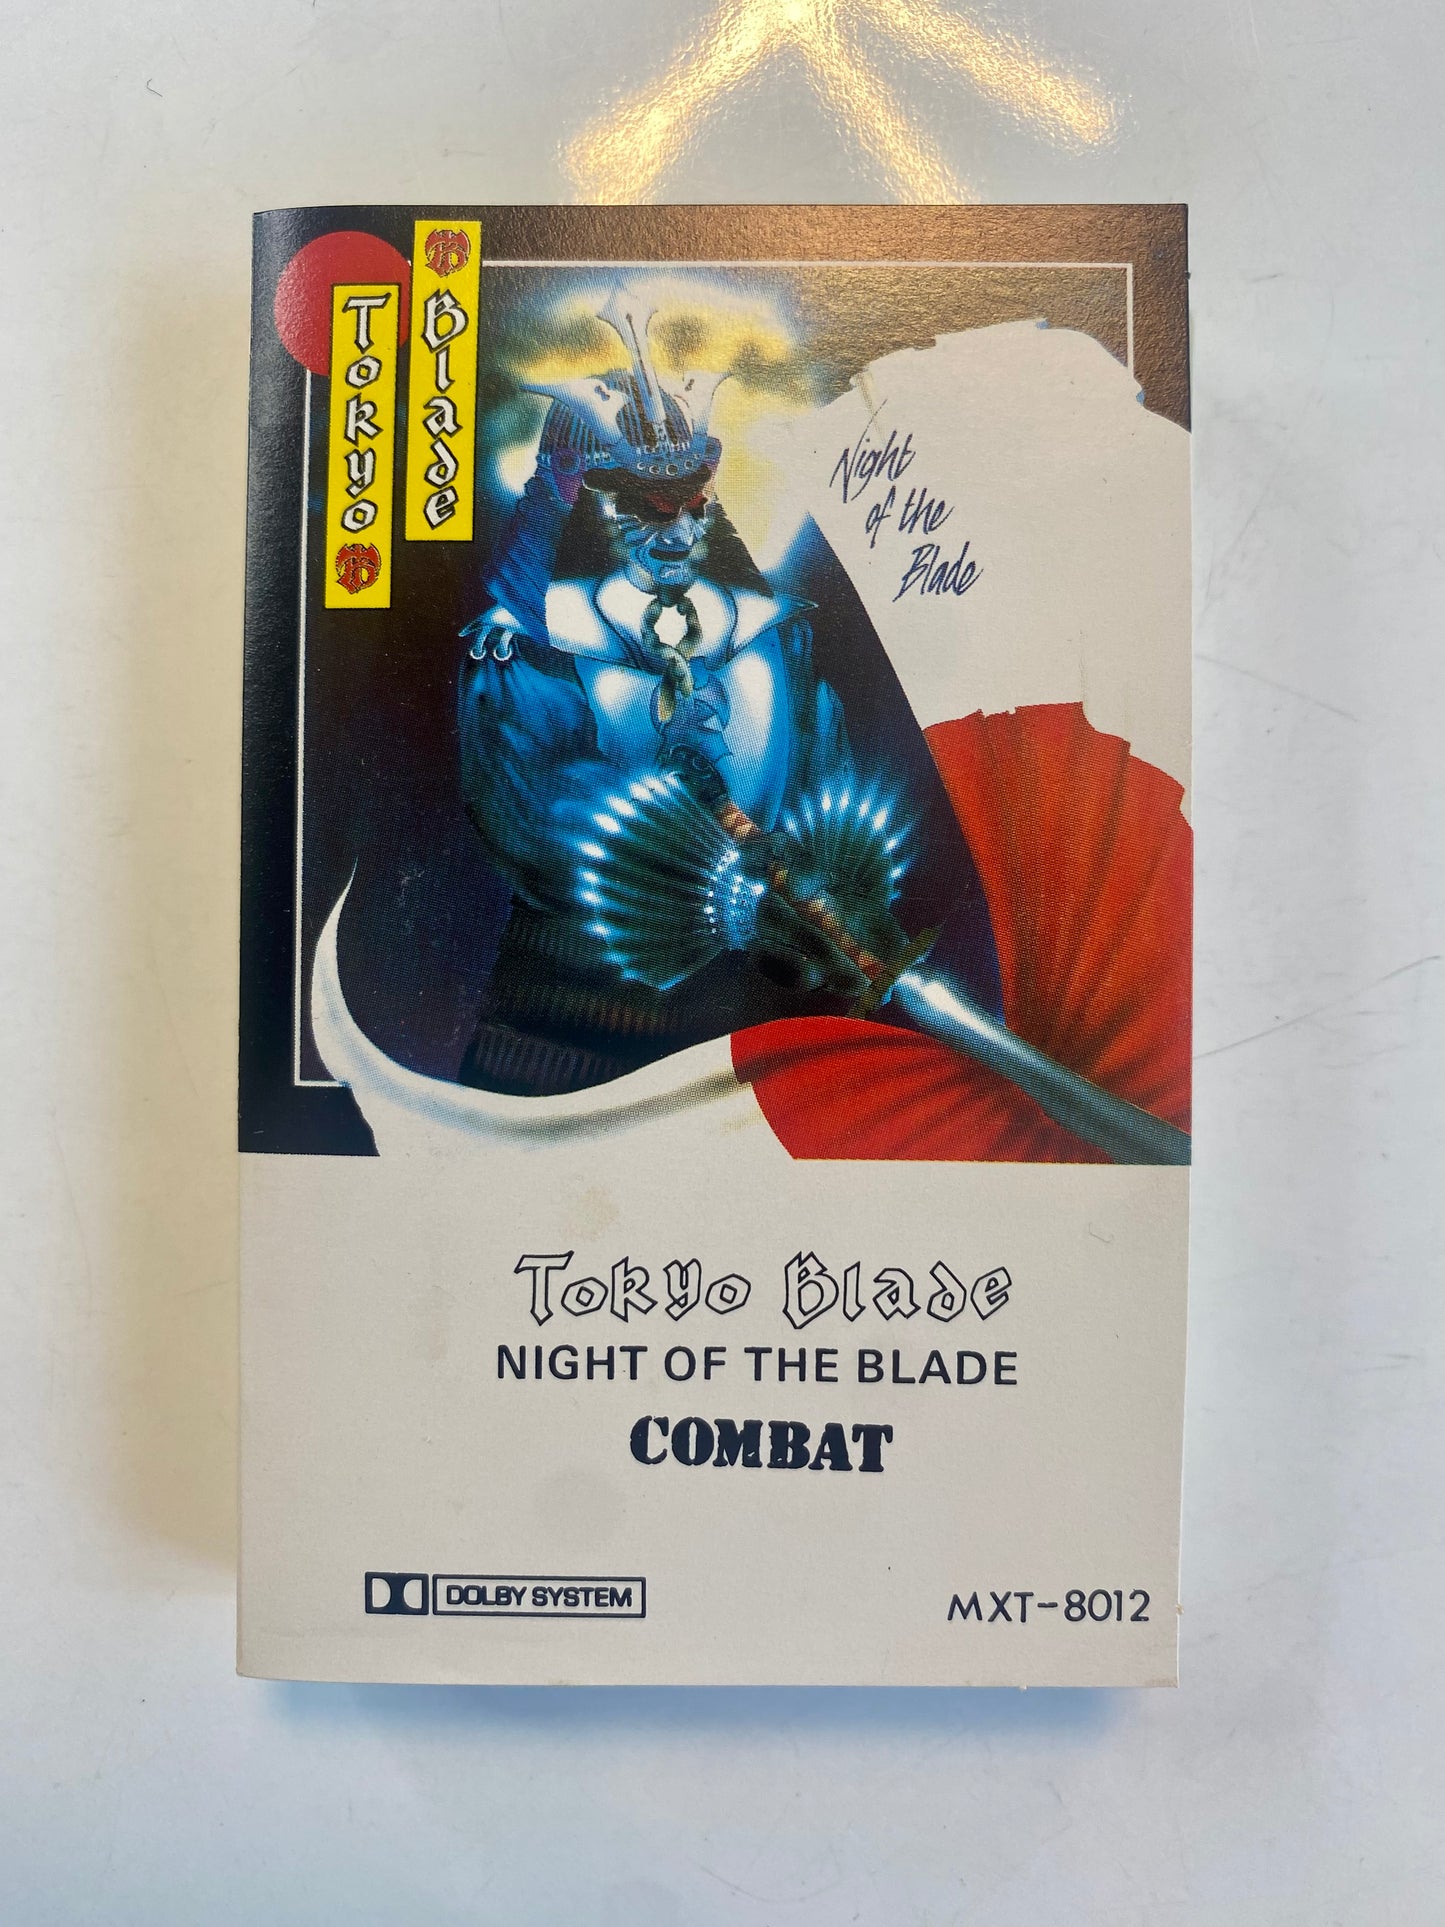 Tokyo
Blade
Night
of the
Blade
Tokyo Blade
NIGHT OF THE BLADE
COMBAT
DOLBY SYSTEM
MXT-8012